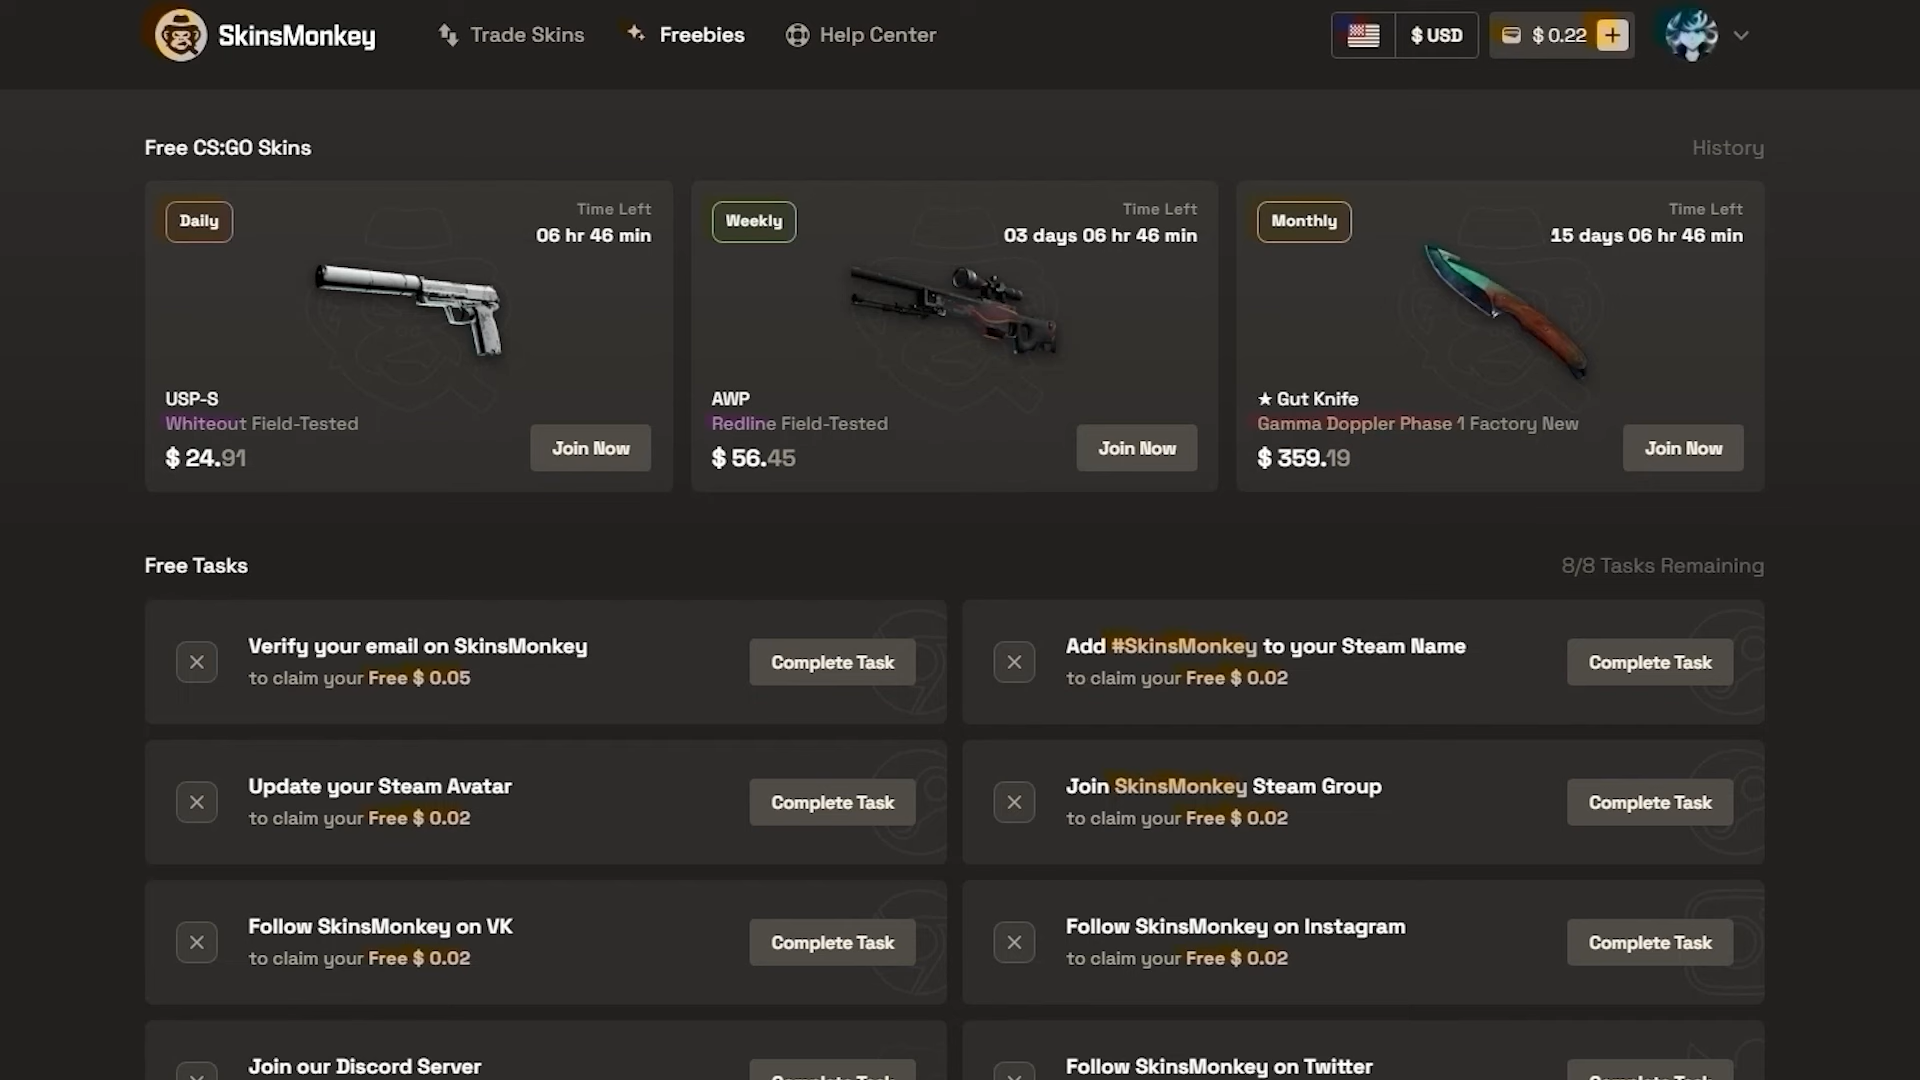 SkinsMonkey
Trade Skins
Freebies
Help Center
$ USD
$ 0.22 +
Free CS:GO Skins
History
Daily
Time Left
06 hr 46 min
USP-S
Whiteout Field-Tested
$ 24.91
Join Now
Weekly
Time Left
03 days 06 hr 46 min
AWP
Redline Field-Tested
$ 56.45
Join Now
Monthly
Time Left
15 days 06 hr 46 min
★ Gut Knife
Gamma Doppler Phase 1 Factory New
$ 359.19
Join Now
Free Tasks
8/8 Tasks Remaining
Verify your email on SkinsMonkey
to claim your Free $ 0.05
Complete Task
Add #SkinsMonkey to your Steam Name
to claim your Free $ 0.02
Complete Task
Update your Steam Avatar
to claim your Free $ 0.02
Complete Task
Join SkinsMonkey Steam Group
to claim your Free $ 0.02
Complete Task
Follow SkinsMonkey on VK
to claim your Free $ 0.02
Complete Task
Follow SkinsMonkey on Instagram
to claim your Free $ 0.02
Complete Task
Join our Discord Server
Complete Task
Follow SkinsMonkey on Twitter
Complete Task